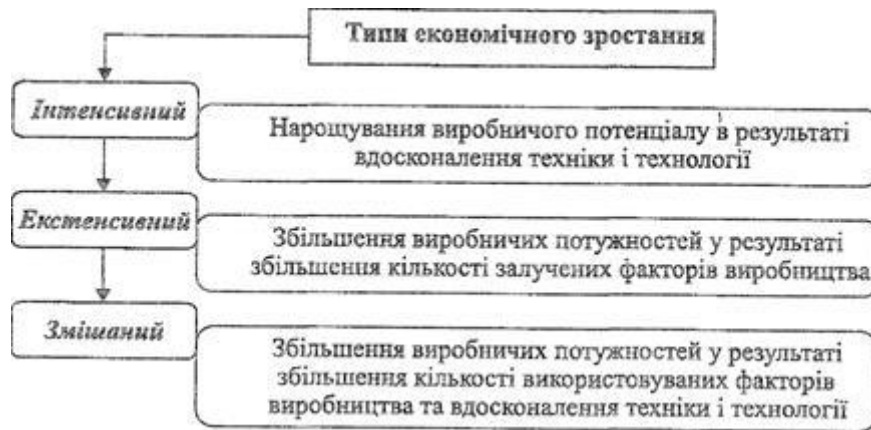 Типи економічного зростання
Інтенсивний
Нарощування виробничого потенціалу в результаті
вдосконалення техніки і технології
Екстенсивний
Збільшення виробничих потужностей у результаті
збільшення кількості залучених факторів виробництва
Змішаний
Збільшення виробничих потужностей у результаті
збільшення кількості використовуваних факторів
виробництва та вдосконалення техніки і технології